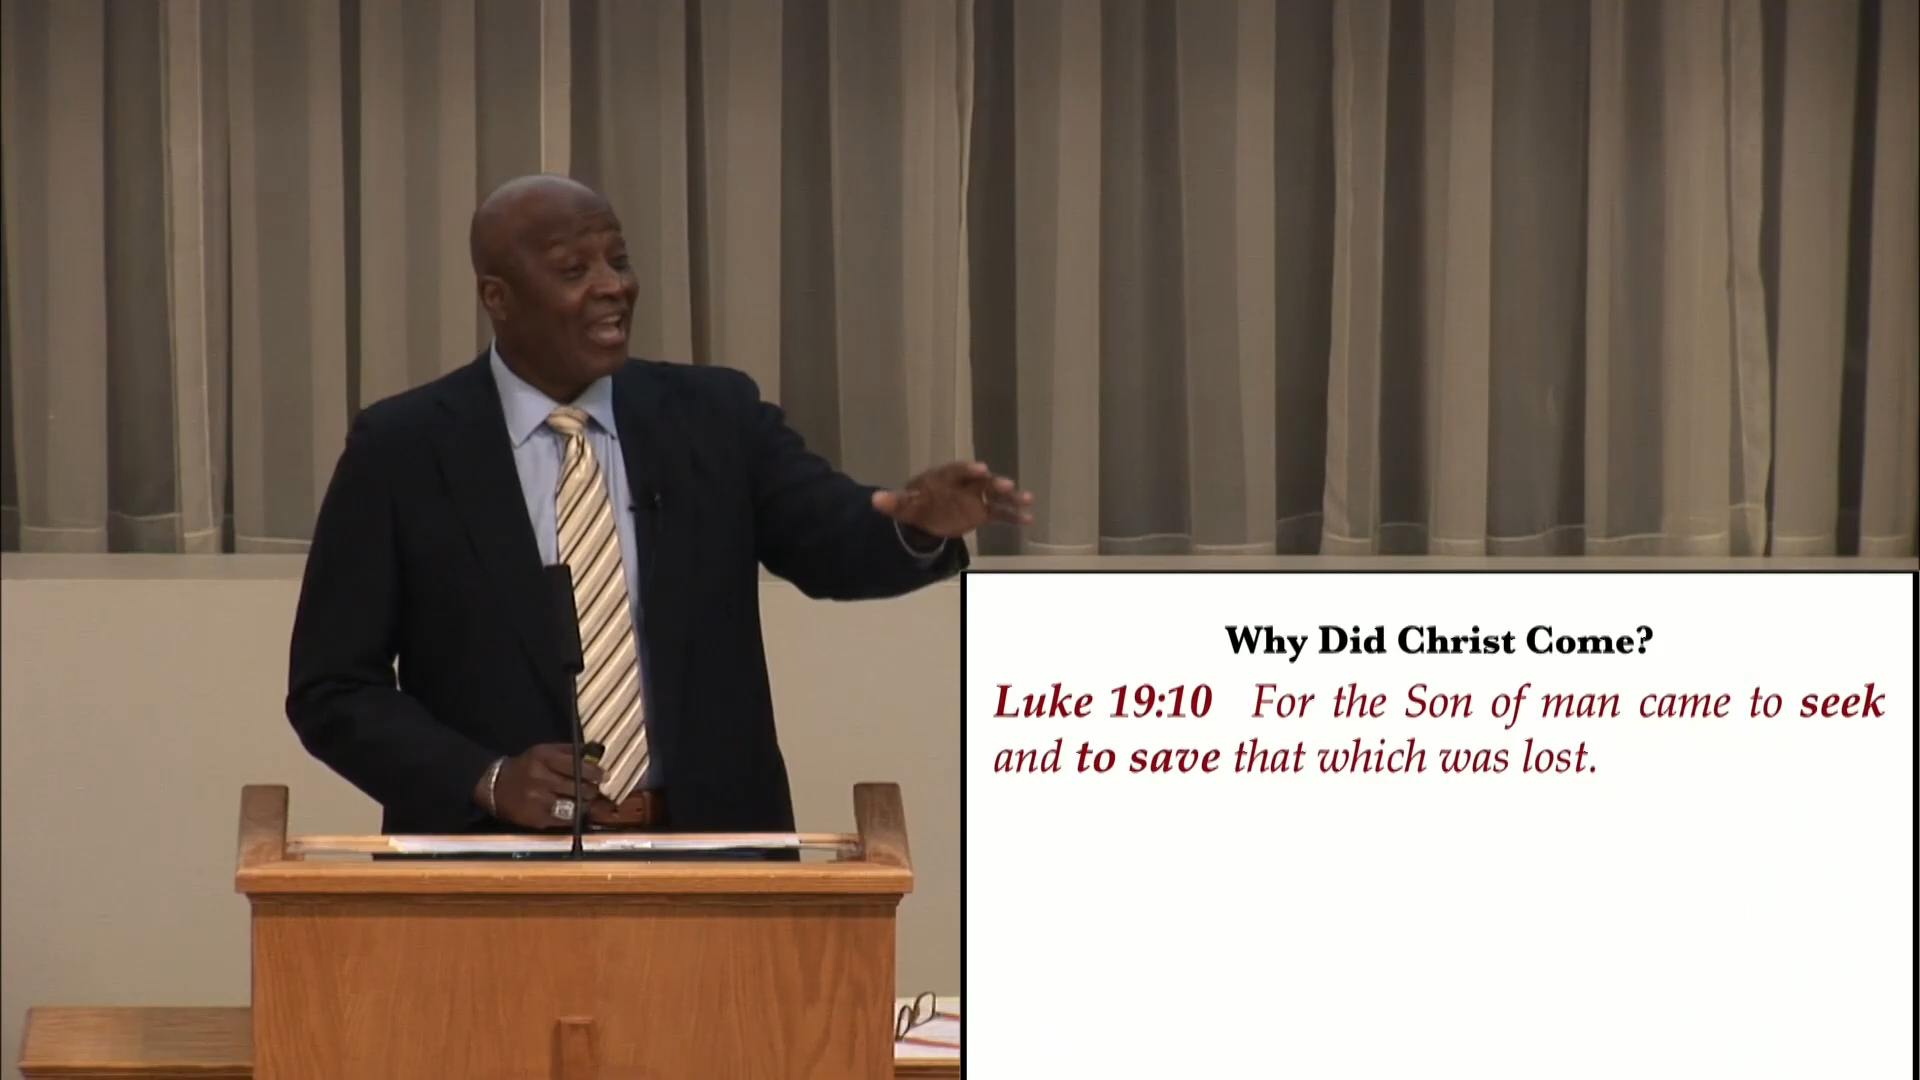 Why Did Christ Come?
Luke 19:10 For the Son of man came to seek
and to save that which was lost.